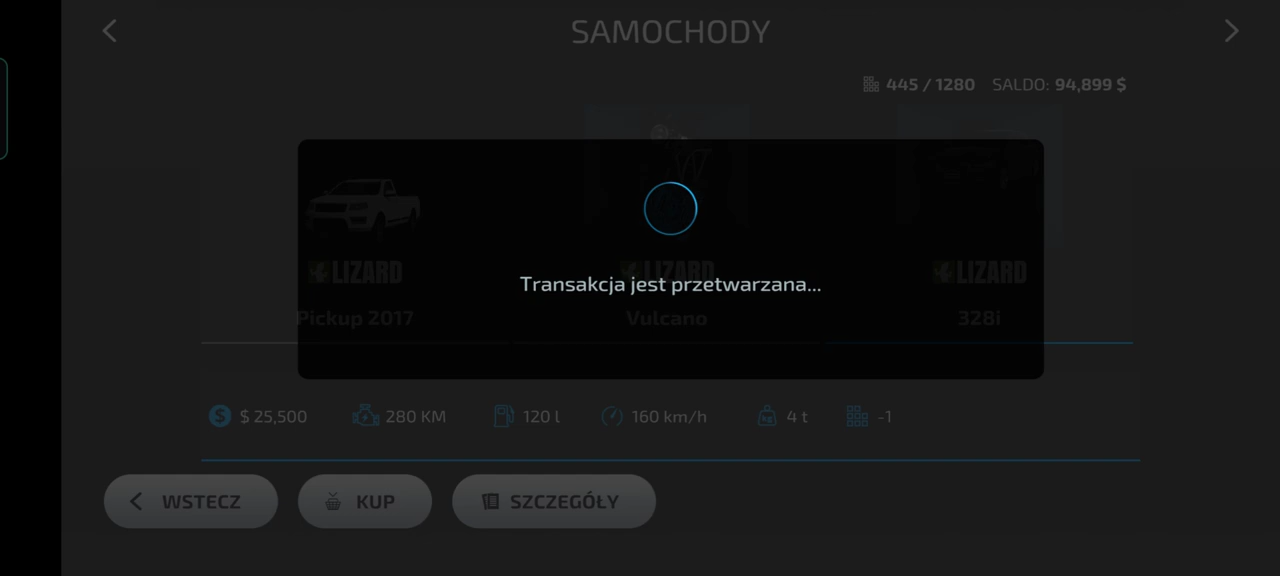 SAMOCHODY
445 / 1280 SALDO: 94,899 $
LIZARD LIZARD LIZARD
Transakcja jest przetwarzana...
Pickup 2017 Vulcano 328i
$ 25,500 280 KM 120 l 160 km/h 4 t -1
WSTECZ KUP SZCZEGÓŁY